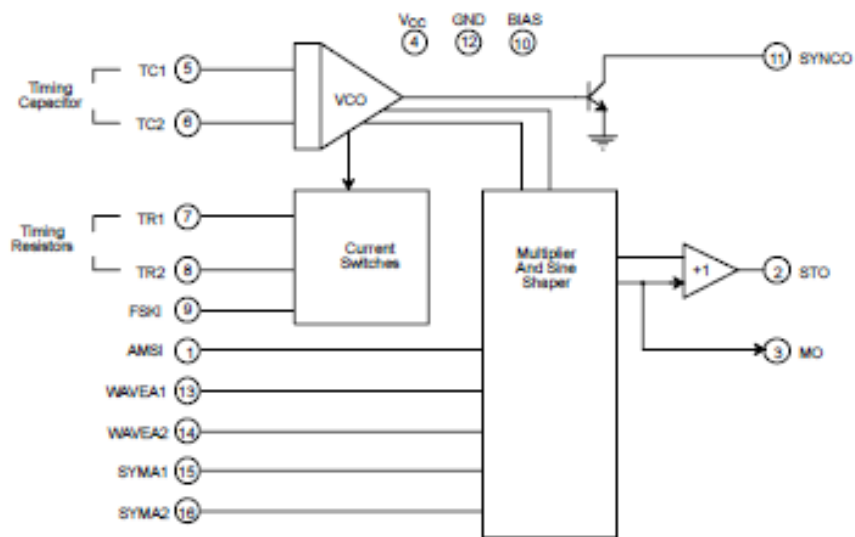 VCC GND BIAS
4 12 10
TC1 5
Timing
Capacitor
TC2 6
VCO
11 SYNCO
TR1 7
Timing
Resistors
TR2 8
FSKI 9
Current
Switches
Multiplier
And Sine
Shaper
+1
2 STO
3 MO
AMSI 1
WAVEA1 13
WAVEA2 14
SYMA1 15
SYMA2 16